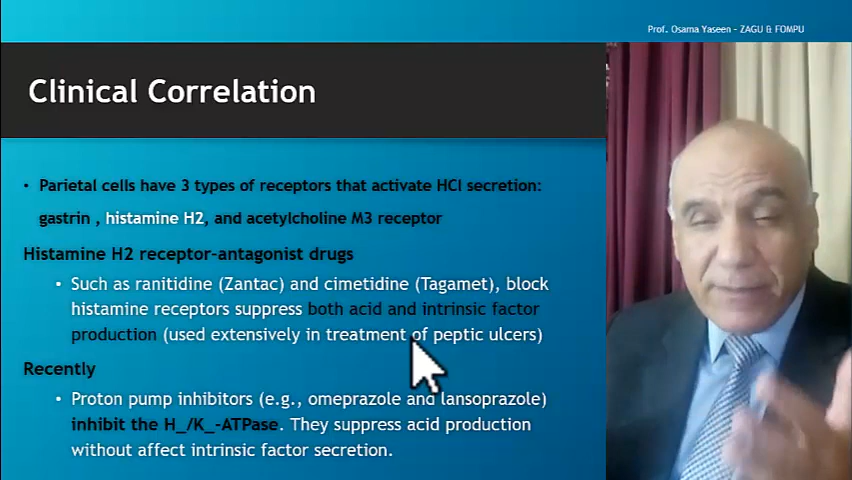 Prof. Osama Yaseen – ZAGU & FOMPU
Clinical Correlation
• Parietal cells have 3 types of receptors that activate HCl secretion:
gastrin , histamine H2, and acetylcholine M3 receptor
Histamine H2 receptor-antagonist drugs
• Such as ranitidine (Zantac) and cimetidine (Tagamet), block
histamine receptors suppress both acid and intrinsic factor
production (used extensively in treatment of peptic ulcers)
Recently
• Proton pump inhibitors (e.g., omeprazole and lansoprazole)
inhibit the H_/K_-ATPase. They suppress acid production
without affect intrinsic factor secretion.